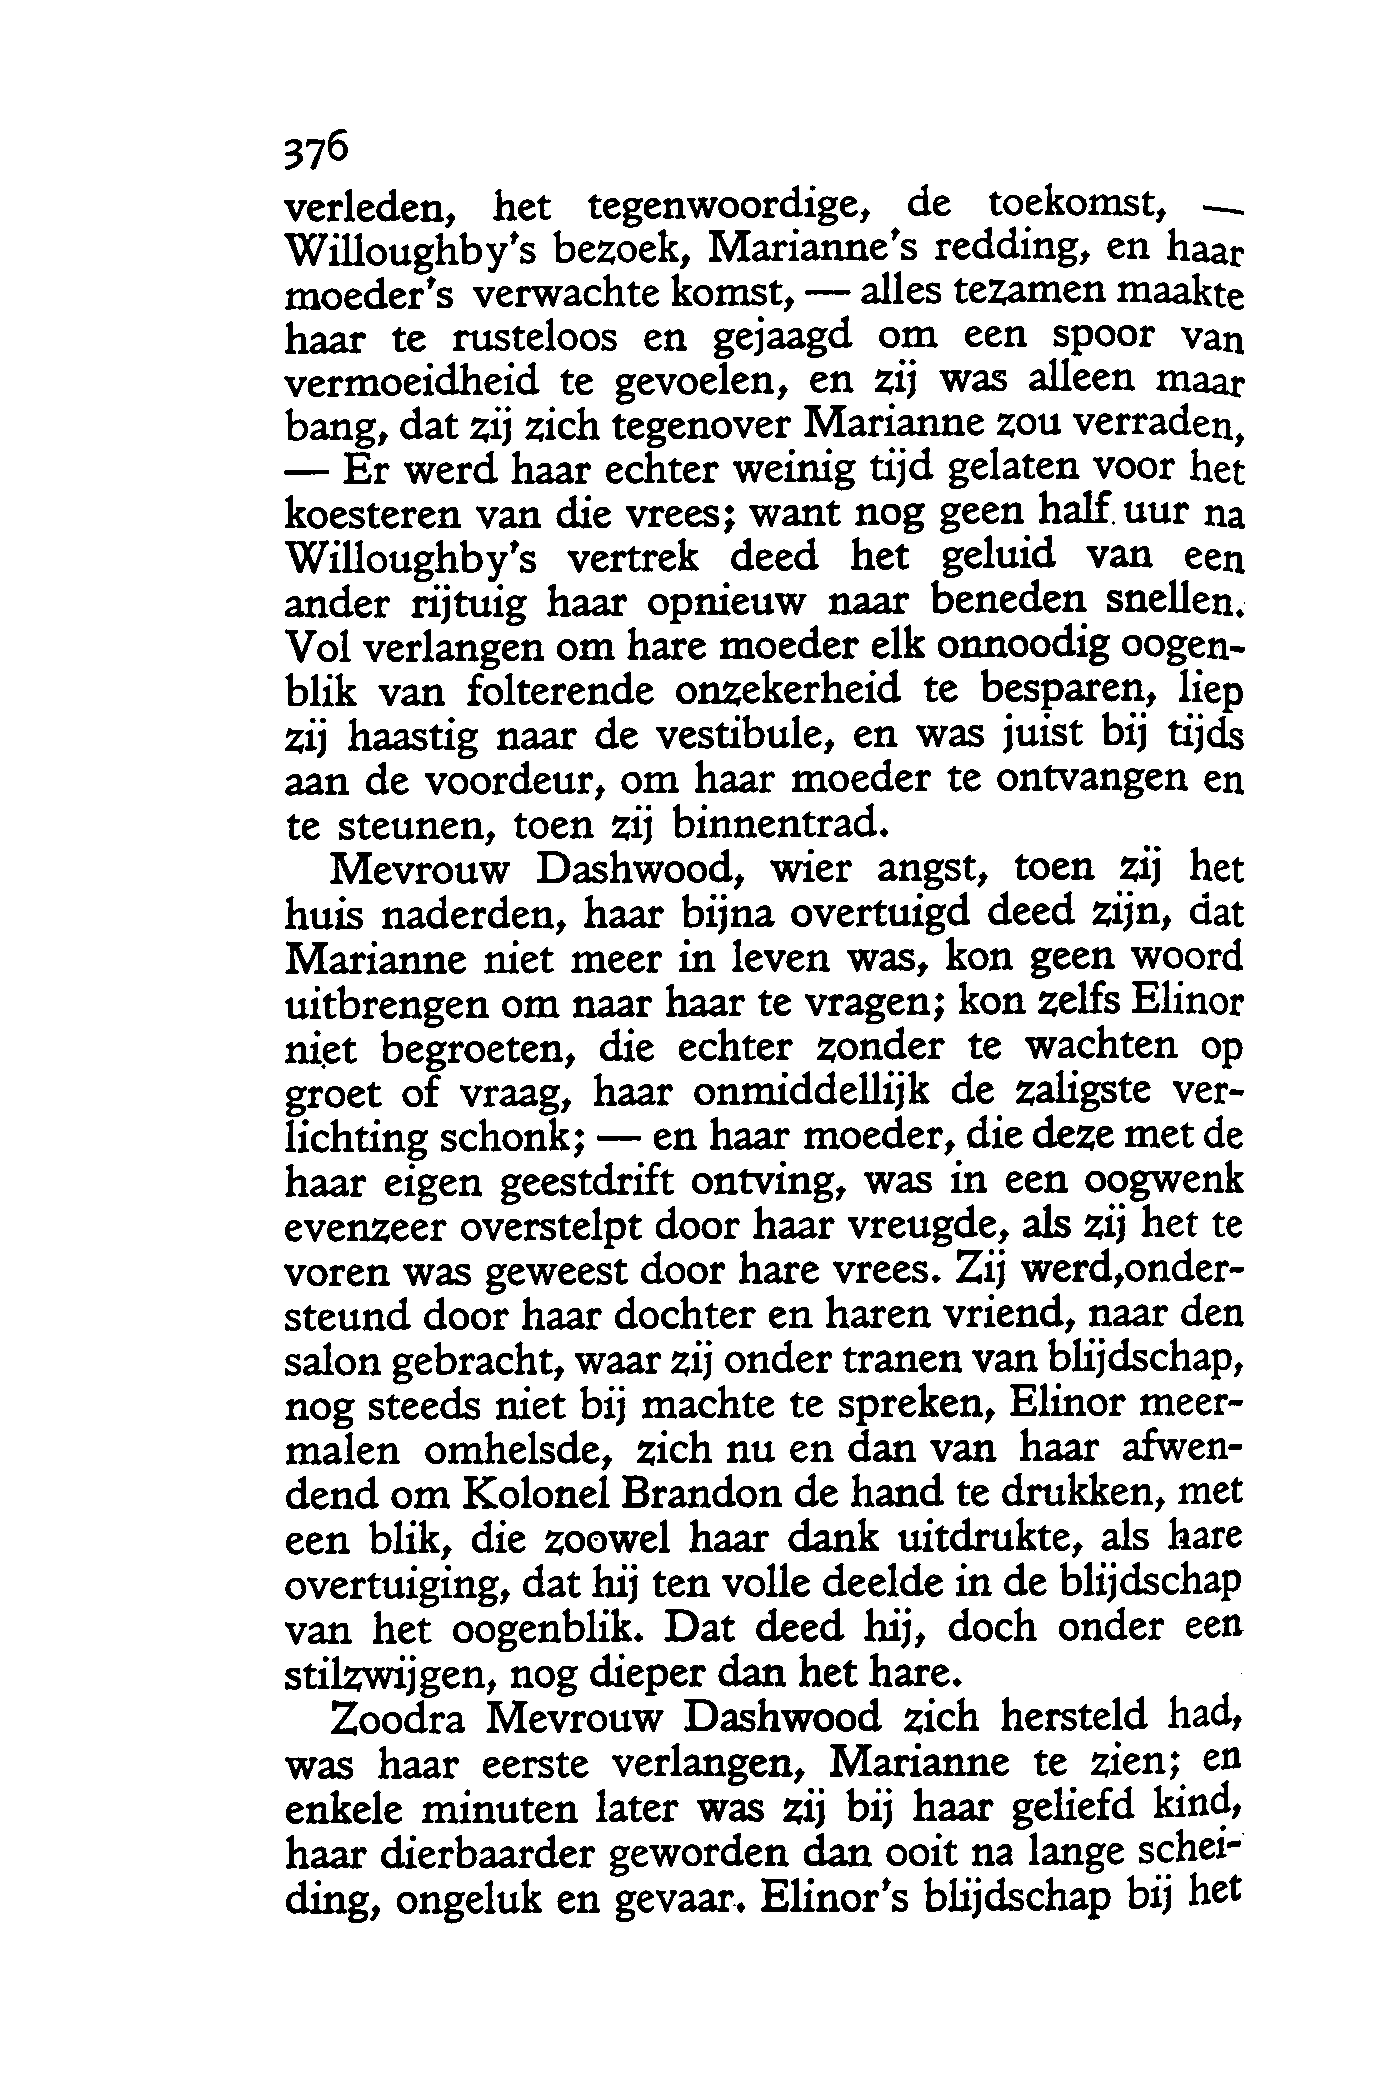 376
verleden, het tegenwoordige, de toekomst, —
Willoughby's bezoek, Marianne's redding, en haar
moeder's verwachte komst, — alles tezamen maakte
haar te rusteloos en gejaagd om een spoor van
vermoeidheid te gevoelen, en zij was alleen maar
bang, dat zij zich tegenover Marianne zou verraden,
— Er werd haar echter weinig tijd gelaten voor het
koesteren van die vrees; want nog geen half uur na
Willoughby's vertrek deed het geluid van een
ander rijtuig haar opnieuw naar beneden snellen.
Vol verlangen om hare moeder elk onnoodig oogen-
blik van folterende onzekerheid te besparen, liep
zij haastig naar de vestibule, en was juist bij tijds
aan de voordeur, om haar moeder te ontvangen en
te steunen, toen zij binnentrad.
Mevrouw Dashwood, wier angst, toen zij het
huis naderden, haar bijna overtuigd deed zijn, dat
Marianne niet meer in leven was, kon geen woord
uitbrengen om naar haar te vragen; kon zelfs Elinor
niet begroeten, die echter zonder te wachten op
groet of vraag, haar onmiddellijk de zaligste ver-
lichting schonk; — en haar moeder, die deze met de
haar eigen geestdrift ontving, was in een oogwenk
evenzeer overstelpt door haar vreugde, als zij het te
voren was geweest door hare vrees. Zij werd,onder-
steund door haar dochter en haren vriend, naar den
salon gebracht, waar zij onder tranen van blijdschap,
nog steeds niet bij machte te spreken, Elinor meer-
malen omhelsde, zich nu en dan van haar afwen-
dend om Kolonel Brandon de hand te drukken, met
een blik, die zoowel haar dank uitdrukte, als hare
overtuiging, dat hij ten volle deelde in de blijdschap
van het oogenblik. Dat deed hij, doch onder een
stilzwijgen, nog dieper dan het hare.
Zoodra Mevrouw Dashwood zich hersteld had,
was haar eerste verlangen, Marianne te zien; en
enkele minuten later was zij bij haar geliefd kind,
haar dierbaarder geworden dan ooit na lange schei-
ding, ongeluk en gevaar. Elinor's blijdschap bij het